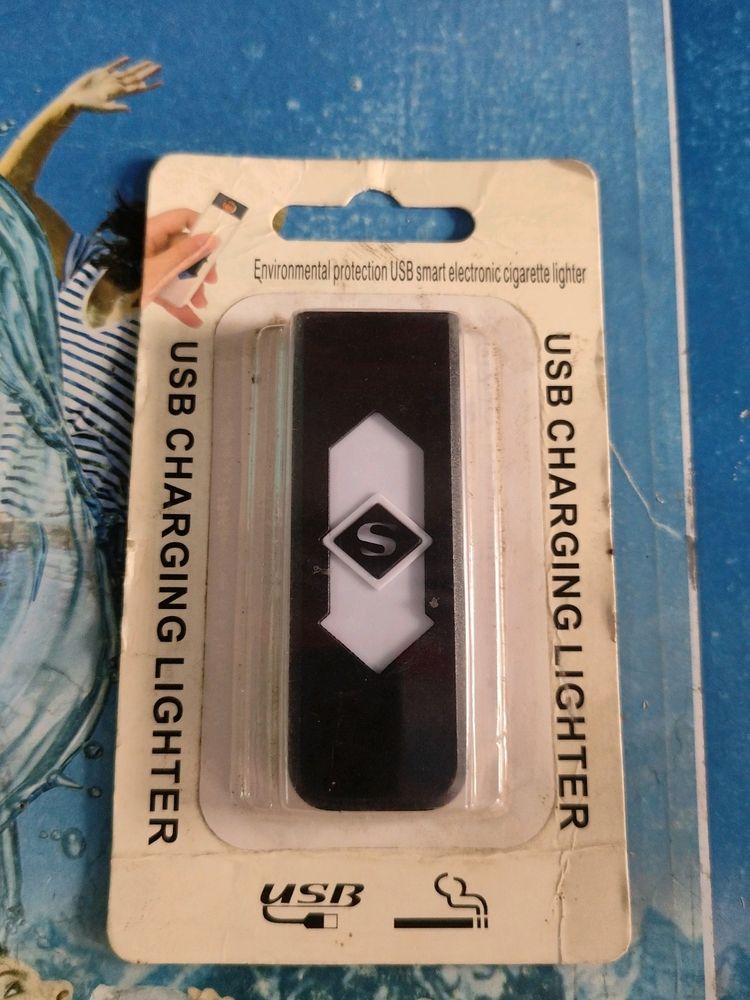 Environmental protection USB smart electronic cigarette lighter
USB CHARGING LIGHTER
S
USB CHARGING LIGHTER
USB